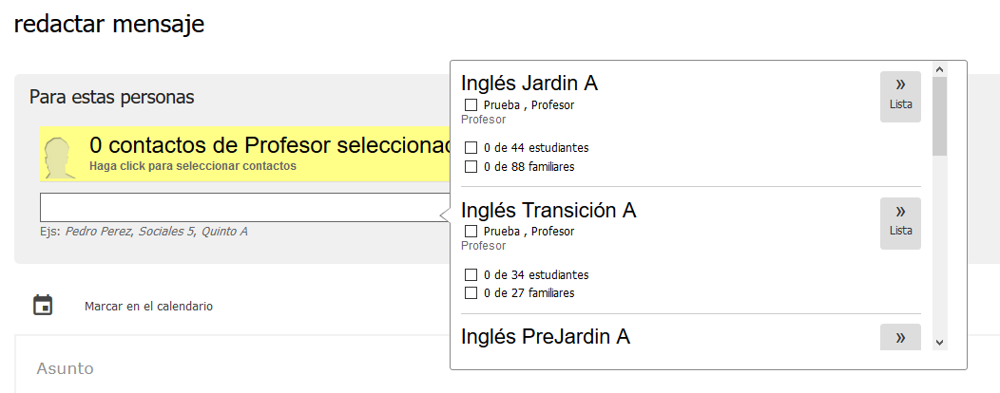 redactar mensaje
Para estas personas
0 contactos de Profesor seleccionac
Haga click para seleccionar contactos
Ejs: Pedro Perez, Sociales 5, Quinto A
Marcar en el calendario
Asunto
Inglés Jardin A
»
Lista
Prueba , Profesor
Profesor
0 de 44 estudiantes
0 de 88 familiares
Inglés Transición A
»
Lista
Prueba , Profesor
Profesor
0 de 34 estudiantes
0 de 27 familiares
Inglés PreJardin A
»